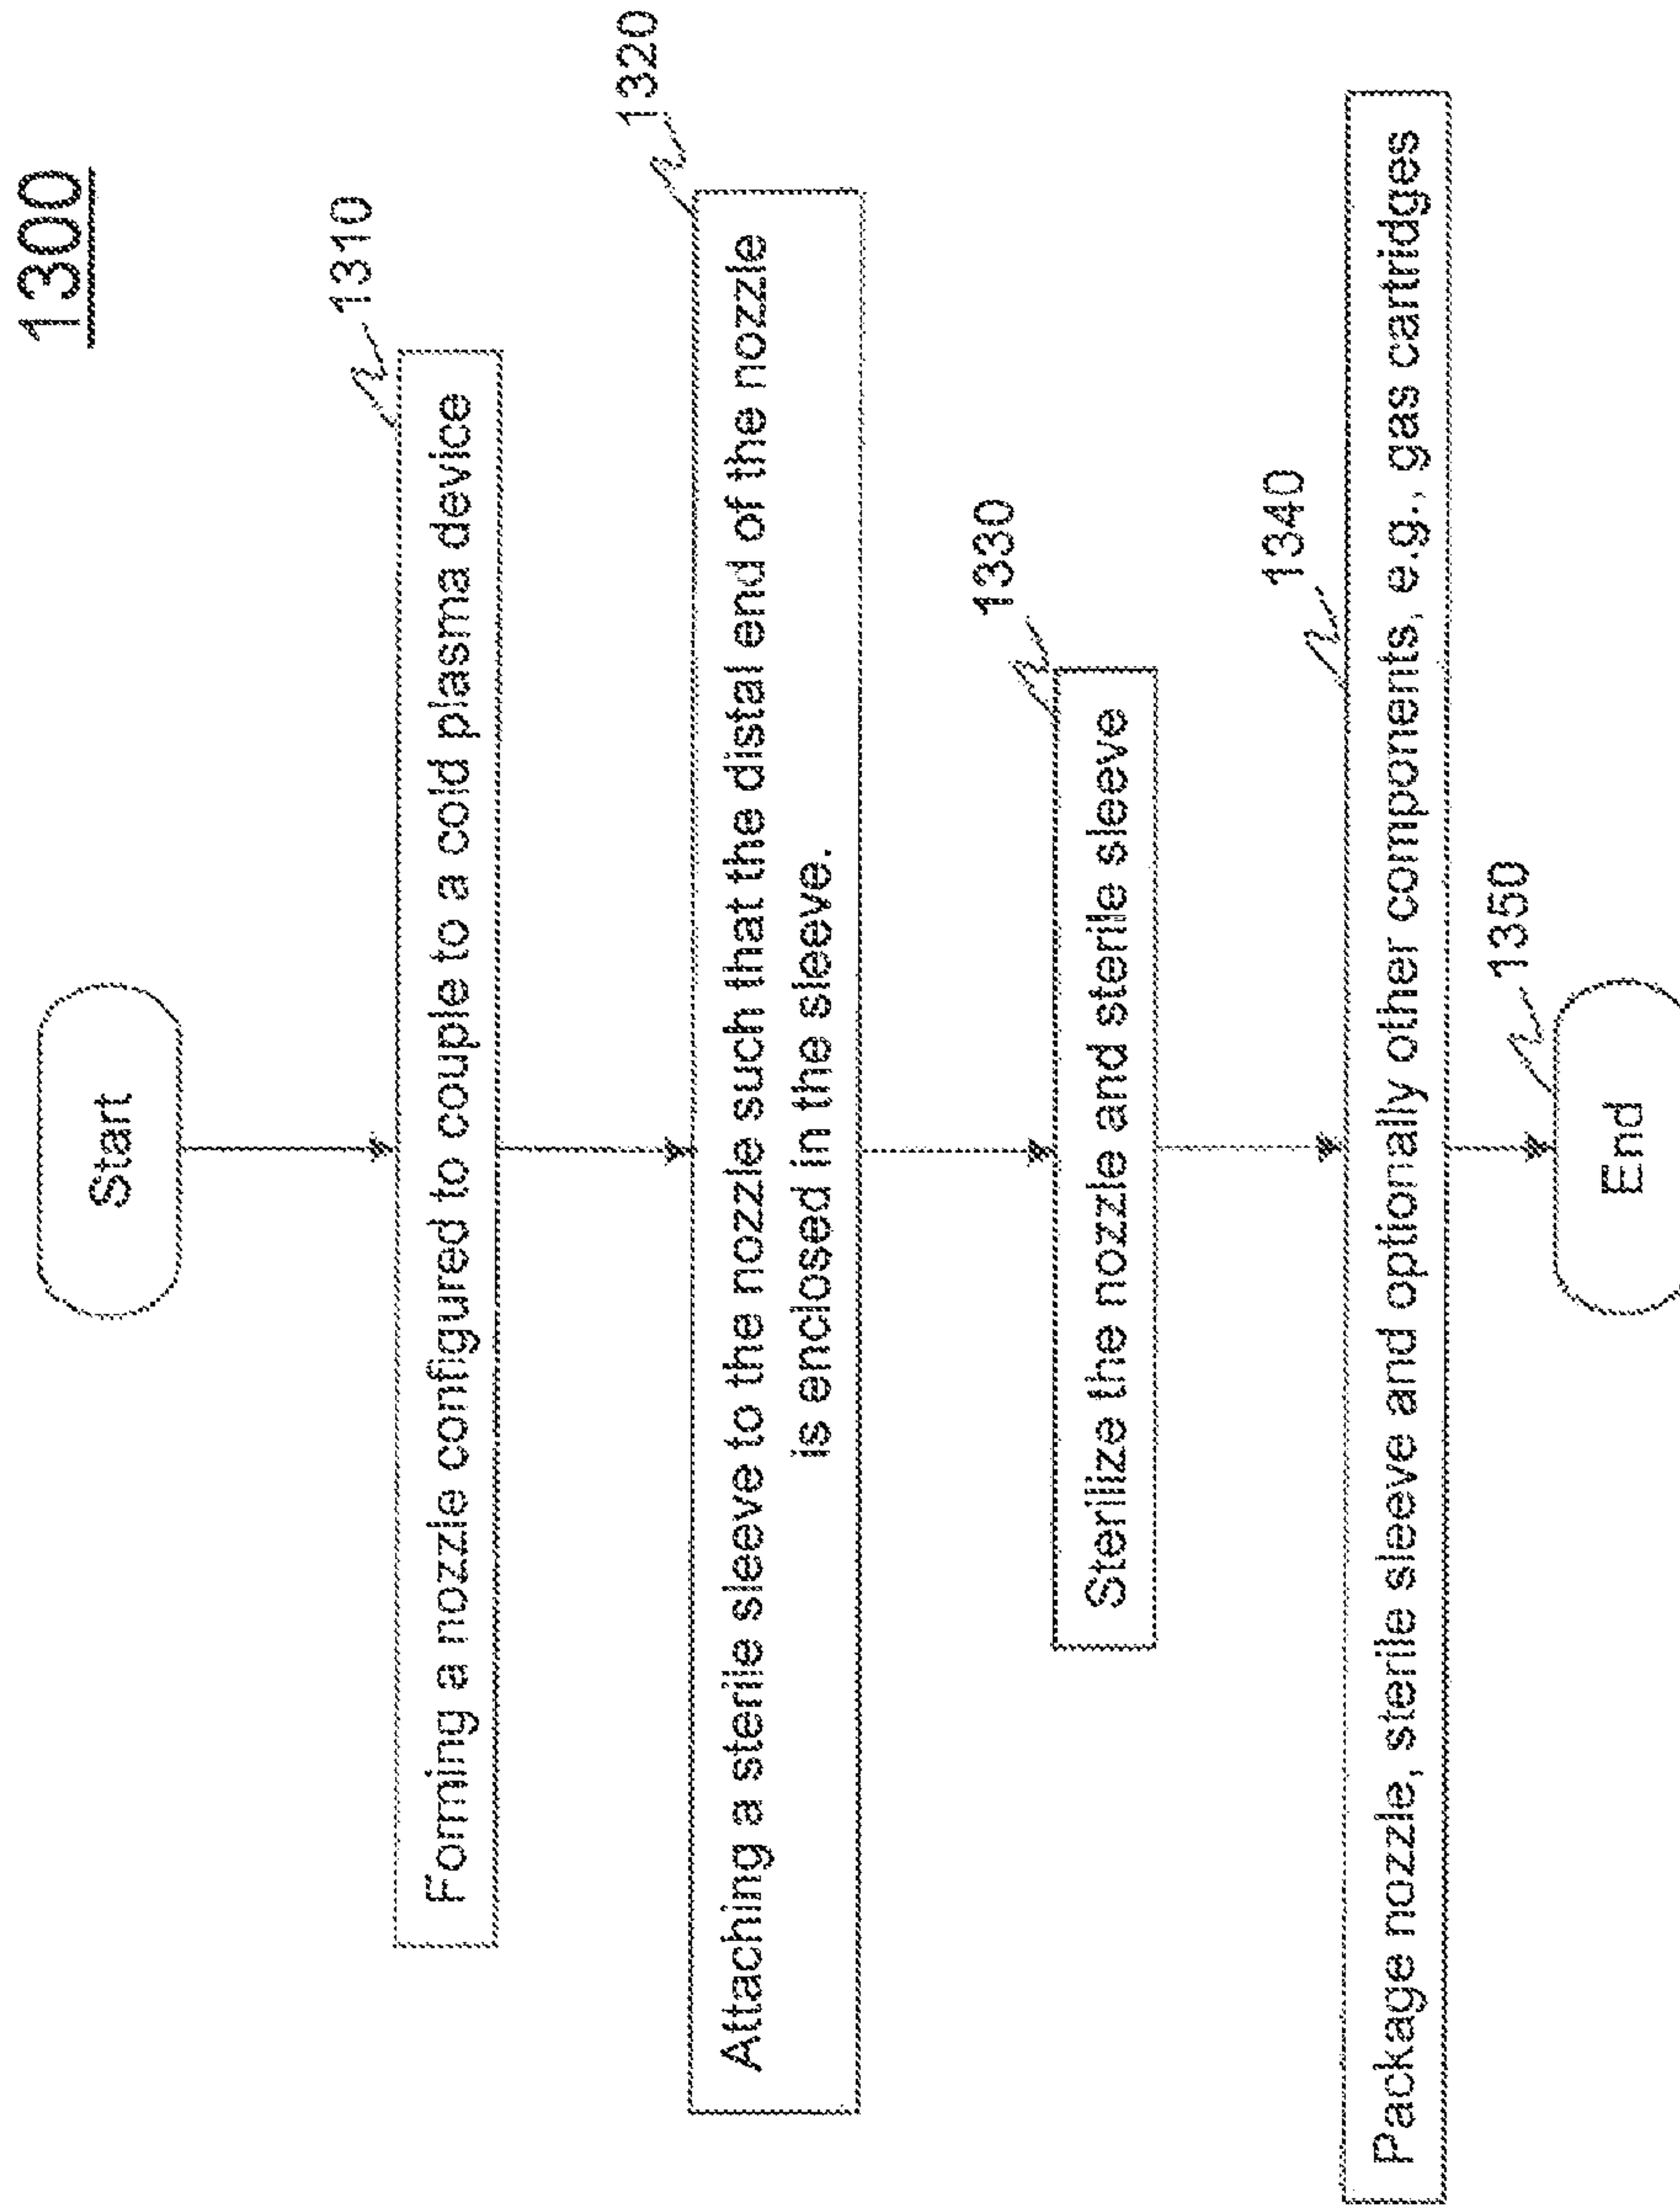 1300
Start
1310
Forming a nozzle configured to couple to a cold plasma device
1320
Attaching a sterile sleeve to the nozzle such that the distal end of the nozzle
is enclosed in the sleeve.
1330
Sterilize the nozzle and sterile sleeve
1340
Package nozzle, sterile sleeve and optionally other components, e.g., gas cartridges
1350
End